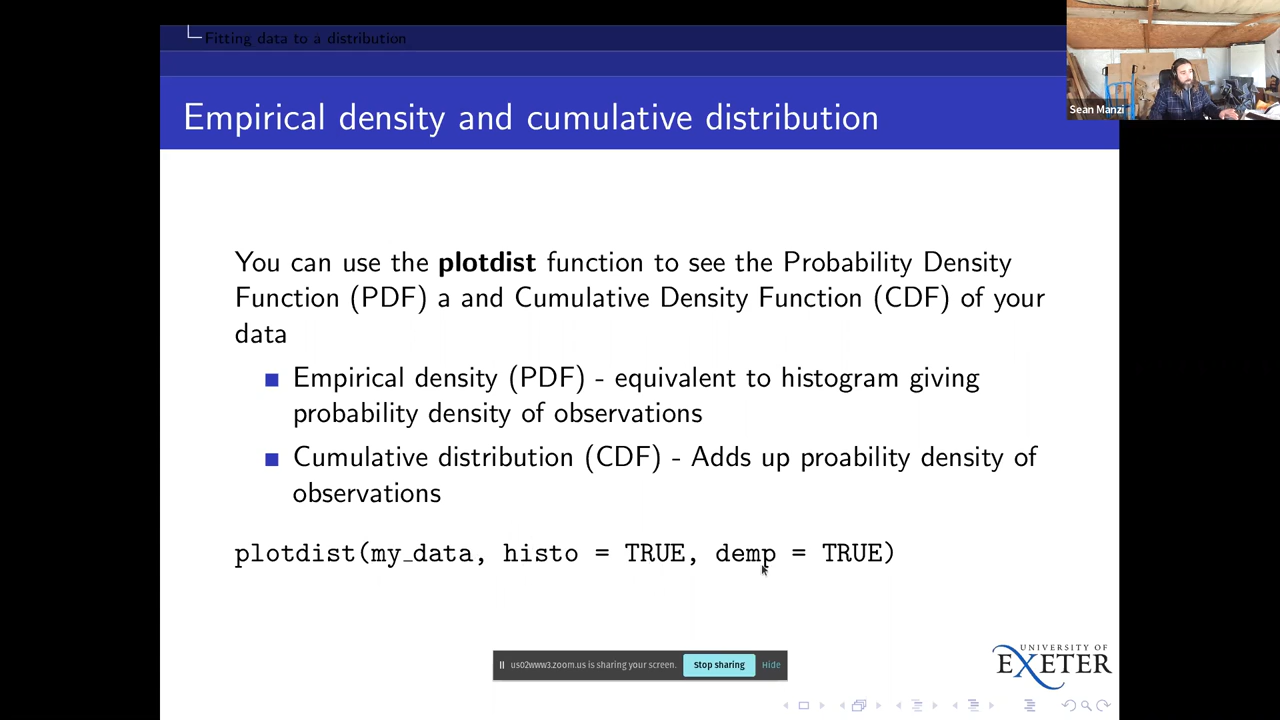 Fitting data to a distribution
Empirical density and cumulative distribution
Sean Manzi
You can use the plotdist function to see the Probability Density
Function (PDF) a and Cumulative Density Function (CDF) of your
data
Empirical density (PDF) - equivalent to histogram giving
probability density of observations
Cumulative distribution (CDF) - Adds up proability density of
observations
plotdist(my_data, histo = TRUE, demp = TRUE)
UNIVERSITY OF
EXETER
us02www3.zoom.us is sharing your screen. Stop sharing Hide